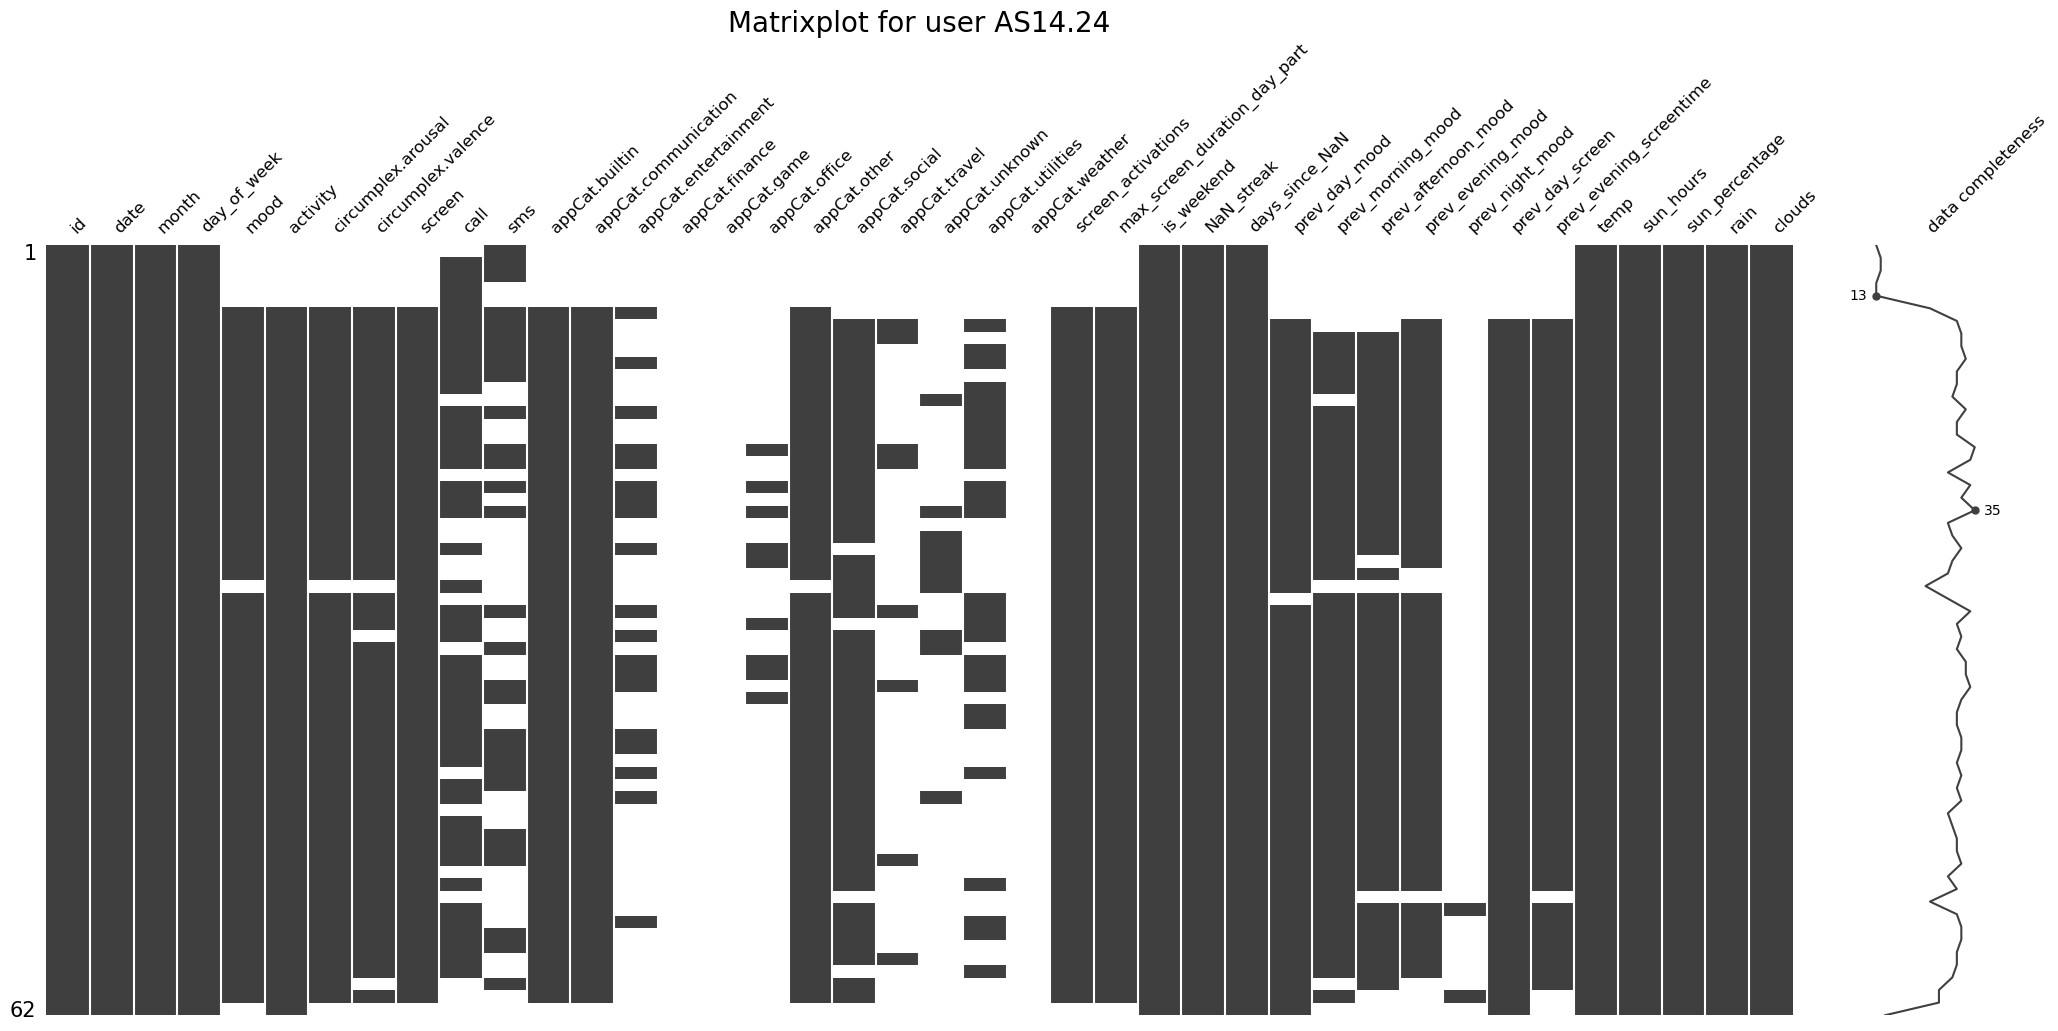 Matrixplot for user AS14.24
id
date
month
day_of_week
mood
activity
circumplex.arousal
circumplex.valence
screen
call
sms
appCat.builtin
appCat.communication
appCat.entertainment
appCat.finance
appCat.game
appCat.office
appCat.other
appCat.social
appCat.travel
appCat.unknown
appCat.utilities
appCat.weather
screen_activations
max_screen_duration_day_part
is_weekend
NaN_streak
days_since_NaN
prev_day_mood
prev_morning_mood
prev_afternoon_mood
prev_evening_mood
prev_night_mood
prev_day_screen
prev_evening_screentime
temp
sun_hours
sun_percentage
rain
clouds
data completeness
1
13
35
62